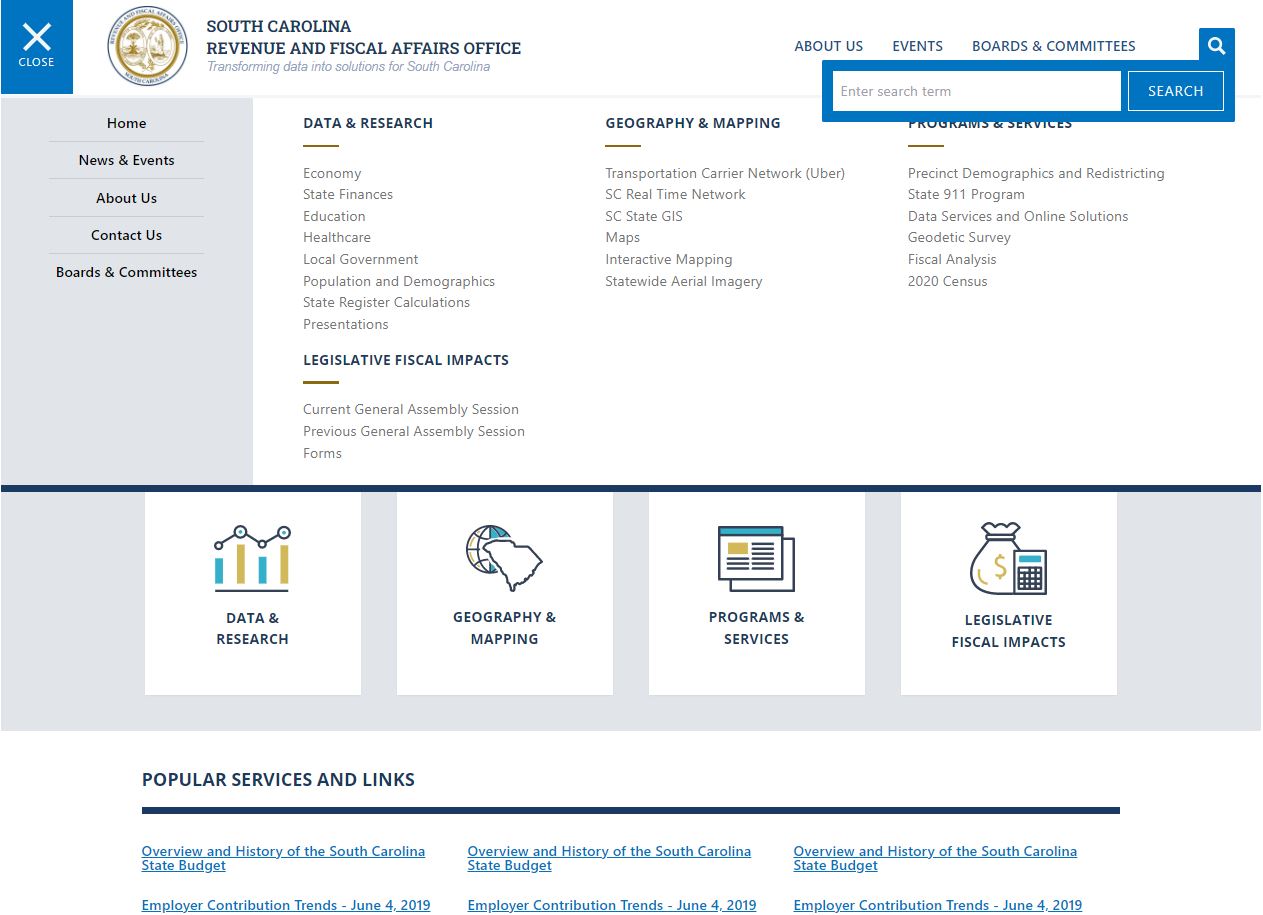 CLOSE
REVENUE AND FISCAL AFFAIRS OFFICE
SOUTH CAROLINA
SOUTH CAROLINA
REVENUE AND FISCAL AFFAIRS OFFICE
Transforming data into solutions for South Carolina
ABOUT US
EVENTS
BOARDS & COMMITTEES
Enter search term
SEARCH
Home
News & Events
About Us
Contact Us
Boards & Committees
DATA & RESEARCH
Economy
State Finances
Education
Healthcare
Local Government
Population and Demographics
State Register Calculations
Presentations
LEGISLATIVE FISCAL IMPACTS
Current General Assembly Session
Previous General Assembly Session
Forms
GEOGRAPHY & MAPPING
Transportation Carrier Network (Uber)
SC Real Time Network
SC State GIS
Maps
Interactive Mapping
Statewide Aerial Imagery
PROGRAMS & SERVICES
Precinct Demographics and Redistricting
State 911 Program
Data Services and Online Solutions
Geodetic Survey
Fiscal Analysis
2020 Census
DATA &
RESEARCH
GEOGRAPHY &
MAPPING
PROGRAMS &
SERVICES
$
LEGISLATIVE
FISCAL IMPACTS
POPULAR SERVICES AND LINKS
Overview and History of the South Carolina
State Budget
Overview and History of the South Carolina
State Budget
Overview and History of the South Carolina
State Budget
Employer Contribution Trends - June 4, 2019
Employer Contribution Trends - June 4, 2019
Employer Contribution Trends - June 4, 2019